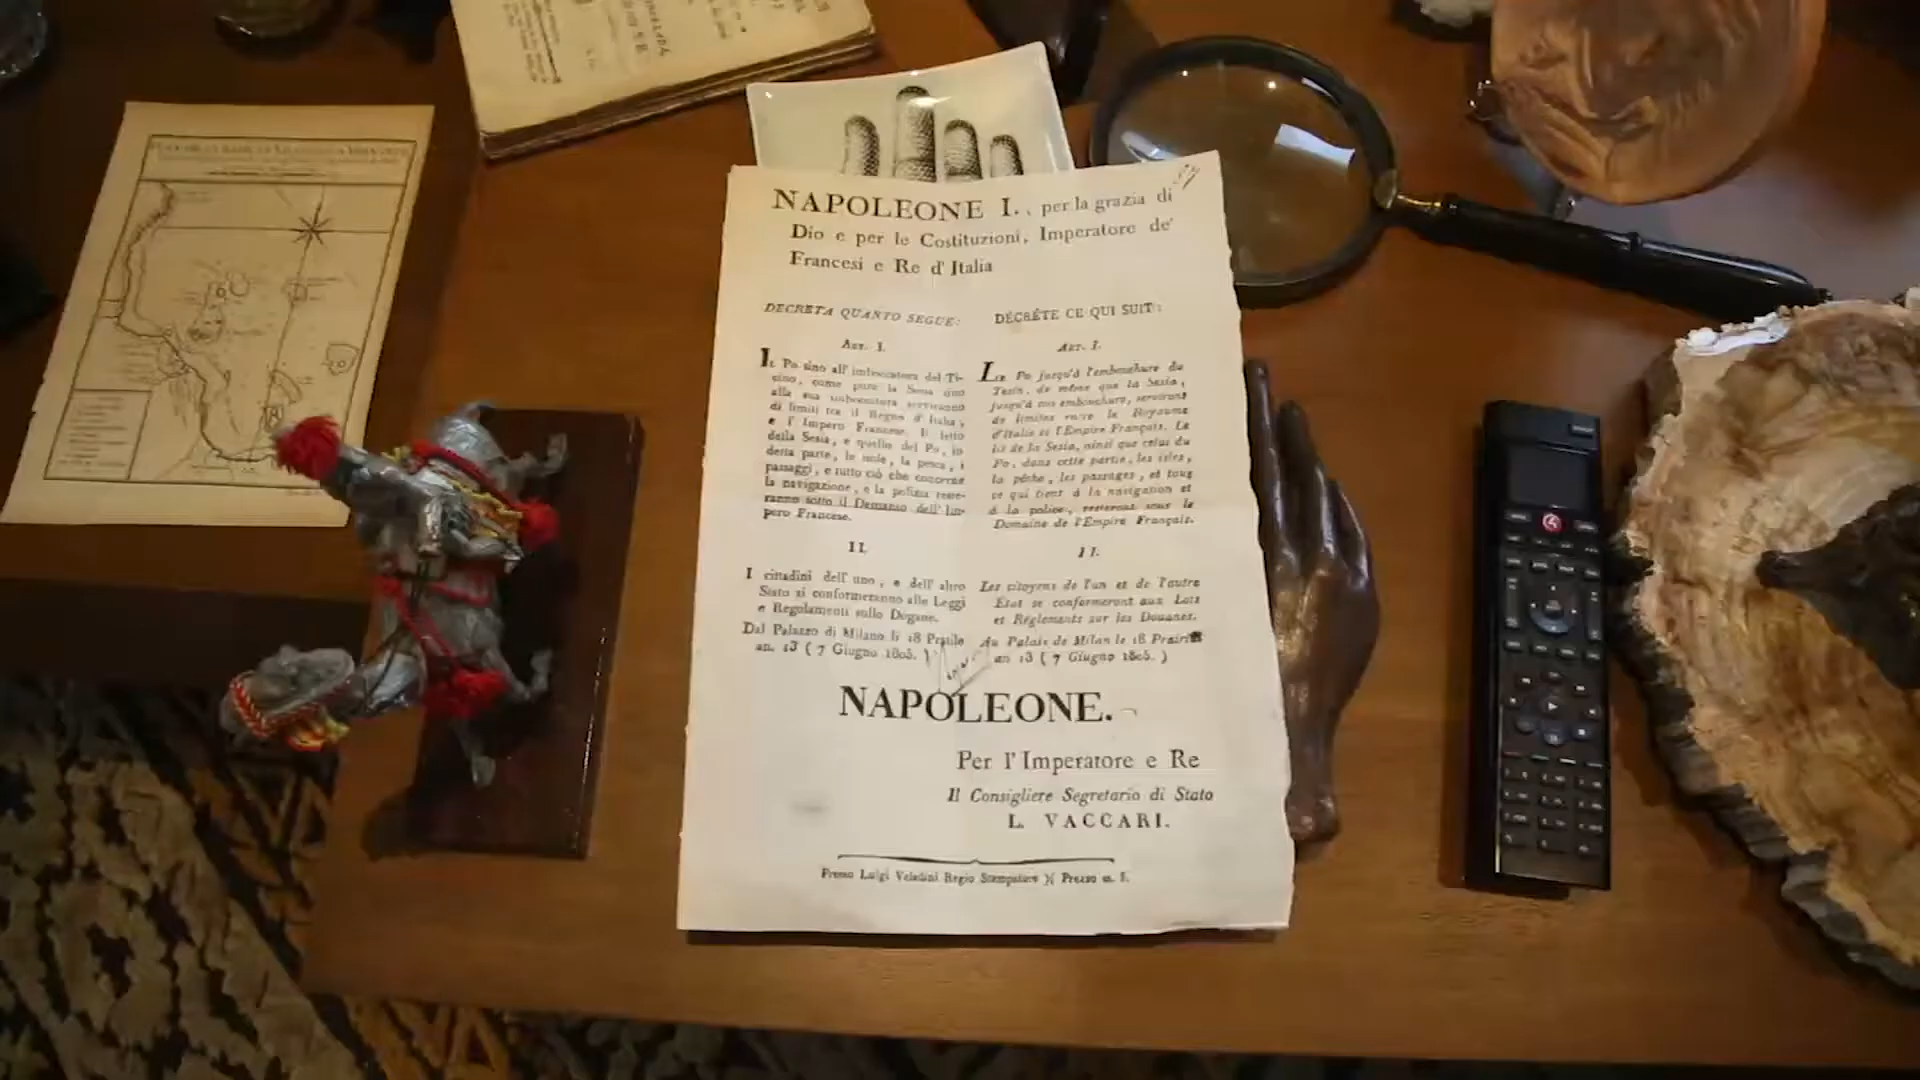 NAPOLEONE I., per la grazia di
Dio e per le Costituzioni, Imperatore de'
Francesi e Re d'Italia
DECRETA QUANTO SEGUE:
ART. I.
IL Po sino all' imboccatura del Ti-
sino, come pure la Sesia sino
alla sua imboccatura serviranno
di limiti tra il Regno d'Italia,
e l'Impero Francese. Il letto
della Sesia, e quello del Po, in
detta parte, le isole, la pesca, i
passaggi, e tutto ciò che concerne
la navigazione, e la polizia reste-
ranno sotto il Demanio dell'Im-
pero Francese.
II.
I cittadini dell' uno, e dell' altro
Stato si conformeranno alle Leggi
e Regolamenti sullo Dogane.
Dal Palazzo di Milano li 18 Pratile
an. 13 ( 7 Giugno 1805. )
DÉCRÈTE CE QUI SUIT:
ART. I.
Le Po jusqu'à l'embouchure du
Tesin, de même que la Sesia,
jusqu'à son embouchure, serviront
de limites entre le Royaume
d'Italie et l'Empire Français. Le
lit de la Sesia, ainsi que celui du
Po, dans cette partie, les isles,
la pêche, les passages, et tout
ce qui tient à la navigation et
à la police, resteront sous le
Domaine de l'Empire Français.
II.
Les citoyens de l'un et de l'autre
État se conformeront aux Lois
et Réglements sur les Douanes.
Au Palais de Milan le 18 Prairi
an 13 ( 7 Giugno 1805. )
NAPOLEONE.
Per l'Imperatore e Re
Il Consigliere Segretario di Stato
L. VACCARI.
Presso Luigi Veladini Regio Stampatore Prezzo